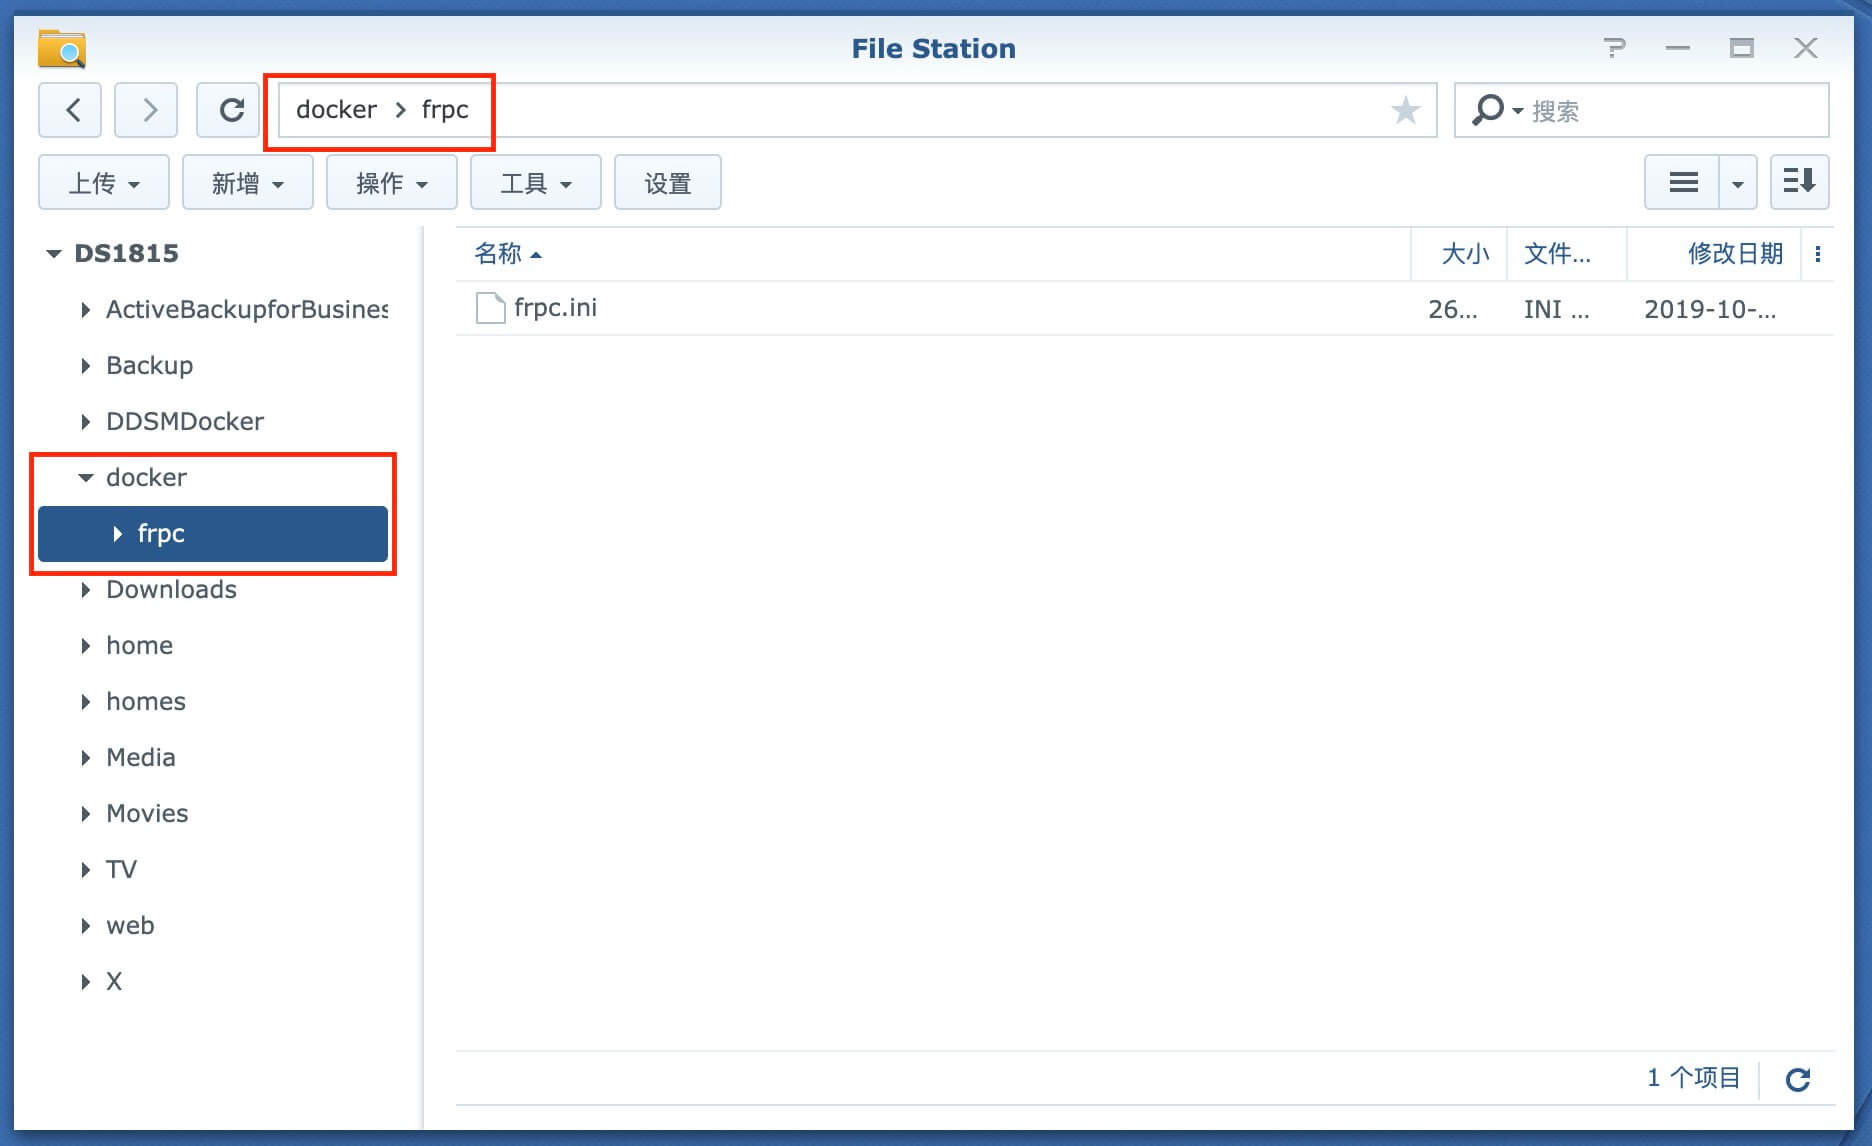 File Station
docker > frpc
搜索
上传 新增 操作 工具 设置
DS1815
ActiveBackupforBusines
Backup
DDSMDocker
docker
frpc
Downloads
home
homes
Media
Movies
TV
web
X
名称 大小 文件... 修改日期
frpc.ini 26... INI ... 2019-10-...
1 个项目